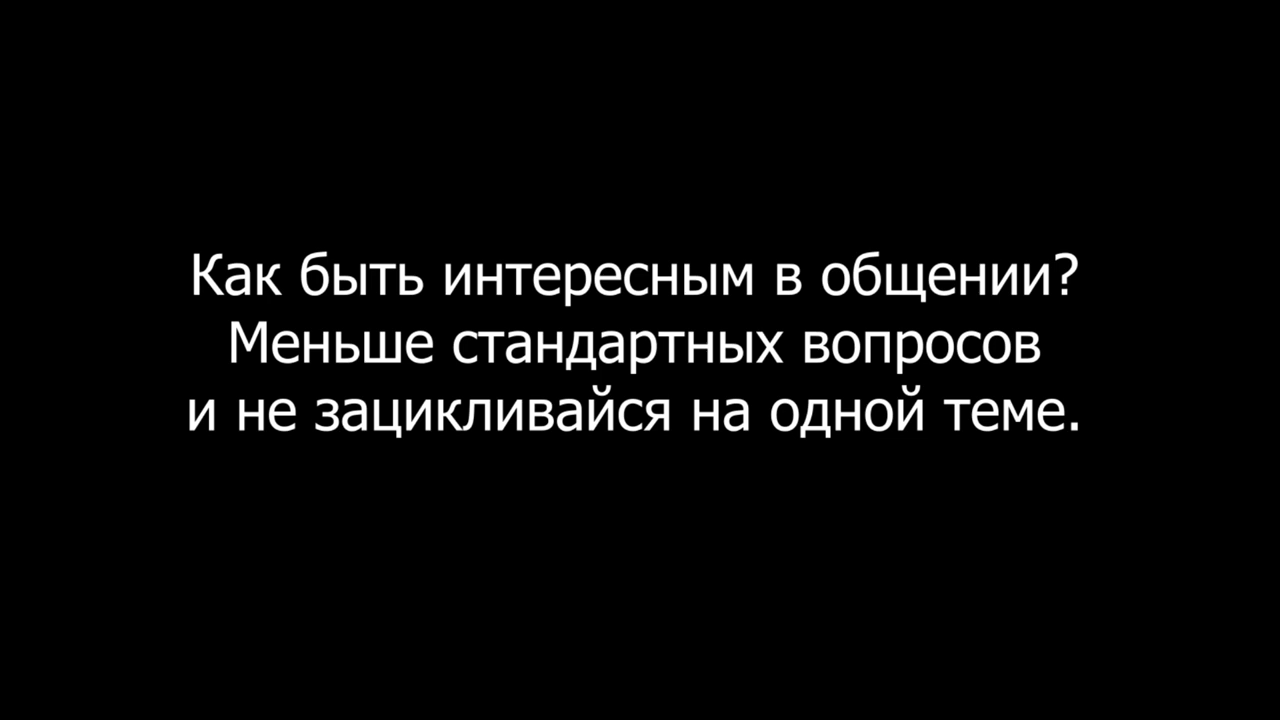 Как быть интересным в общении?
Меньше стандартных вопросов
и не зацикливайся на одной теме.